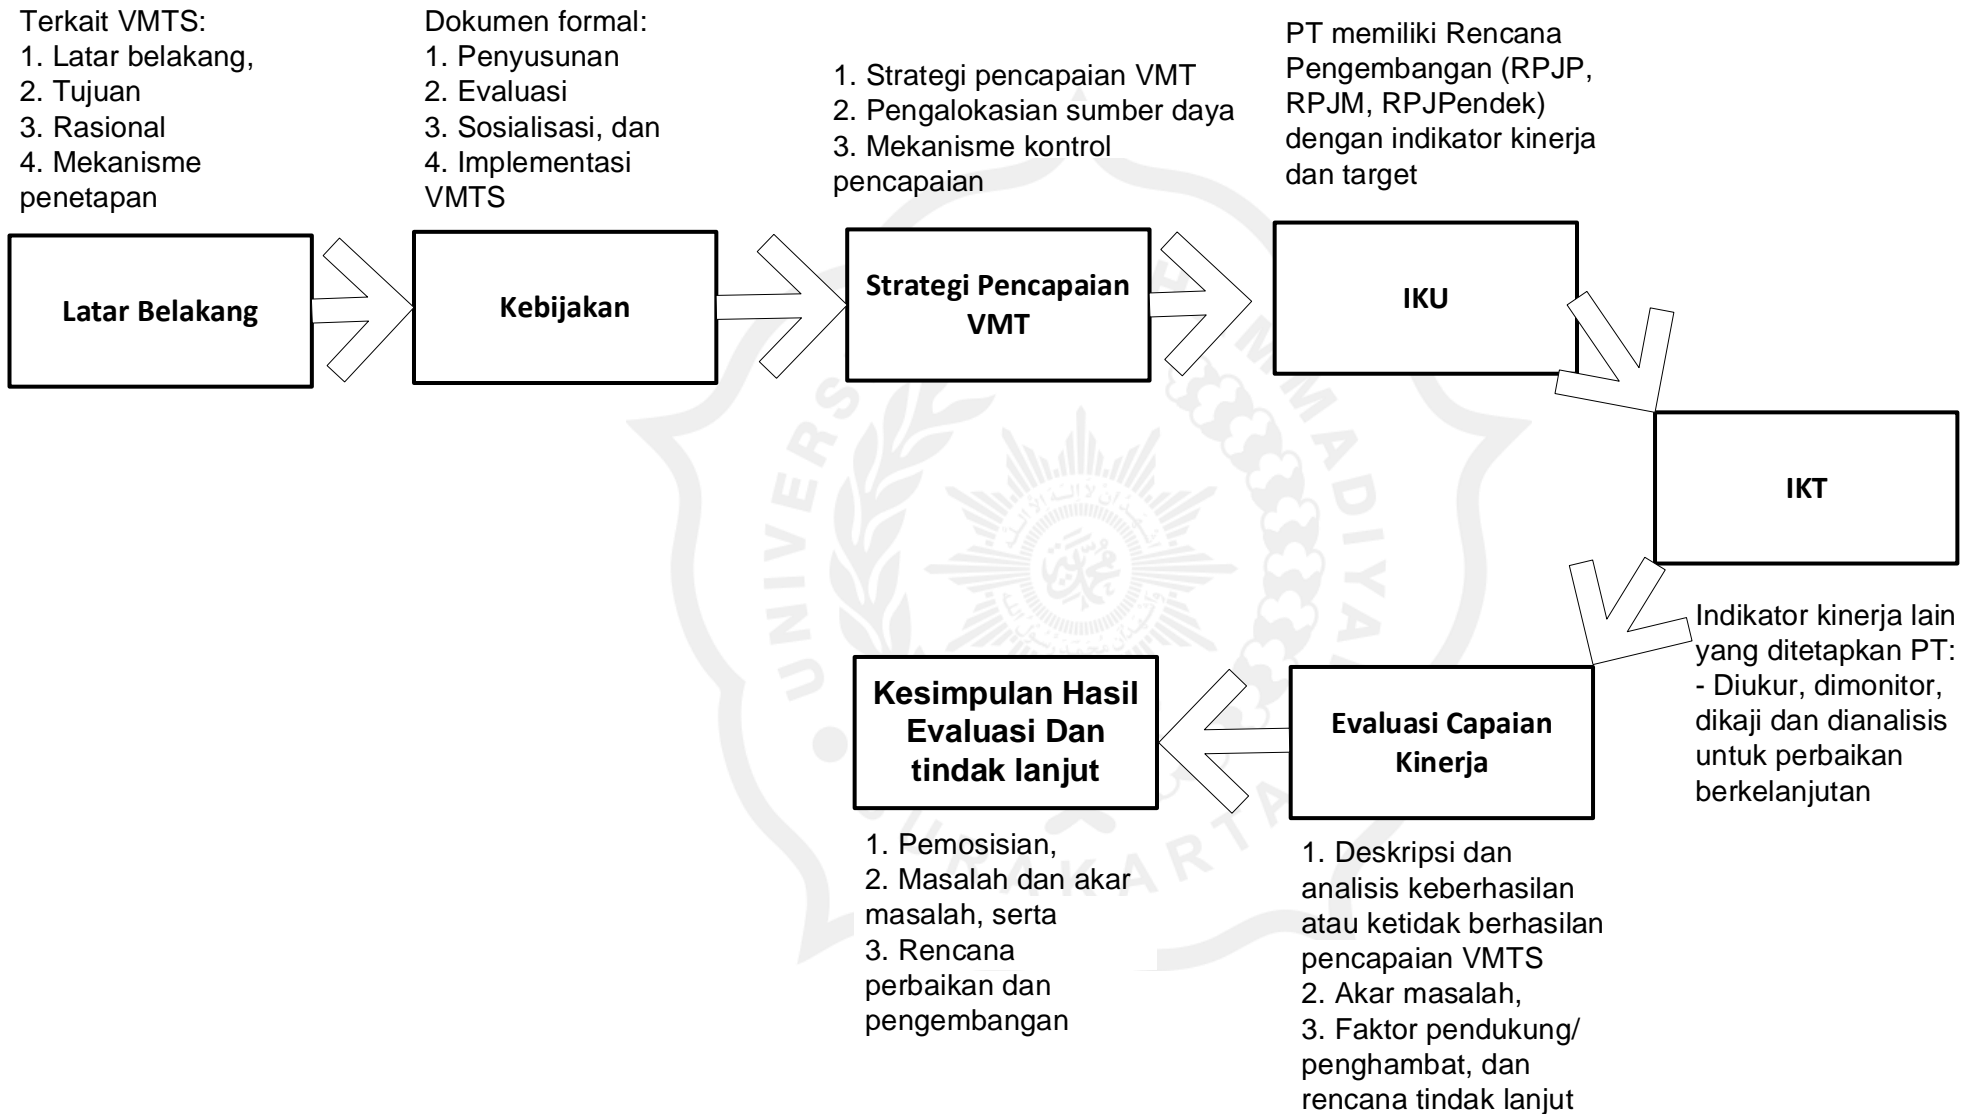 Terkait VMTS:
1. Latar belakang,
2. Tujuan
3. Rasional
4. Mekanisme
penetapan
Latar Belakang
Dokumen formal:
1. Penyusunan
2. Evaluasi
3. Sosialisasi, dan
4. Implementasi
VMTS
Kebijakan
1. Strategi pencapaian VMT
2. Pengalokasian sumber daya
3. Mekanisme kontrol
pencapaian
Strategi Pencapaian
VMT
PT memiliki Rencana
Pengembangan (RPJP,
RPJM, RPJPendek)
dengan indikator kinerja
dan target
IKU
IKT
Indikator kinerja lain
yang ditetapkan PT:
- Diukur, dimonitor,
dikaji dan dianalisis
untuk perbaikan
berkelanjutan
Evaluasi Capaian
Kinerja
1. Deskripsi dan
analisis keberhasilan
atau ketidak berhasilan
pencapaian VMTS
2. Akar masalah,
3. Faktor pendukung/
penghambat, dan
rencana tindak lanjut
Kesimpulan Hasil
Evaluasi Dan
tindak lanjut
1. Pemosisian,
2. Masalah dan akar
masalah, serta
3. Rencana
perbaikan dan
pengembangan